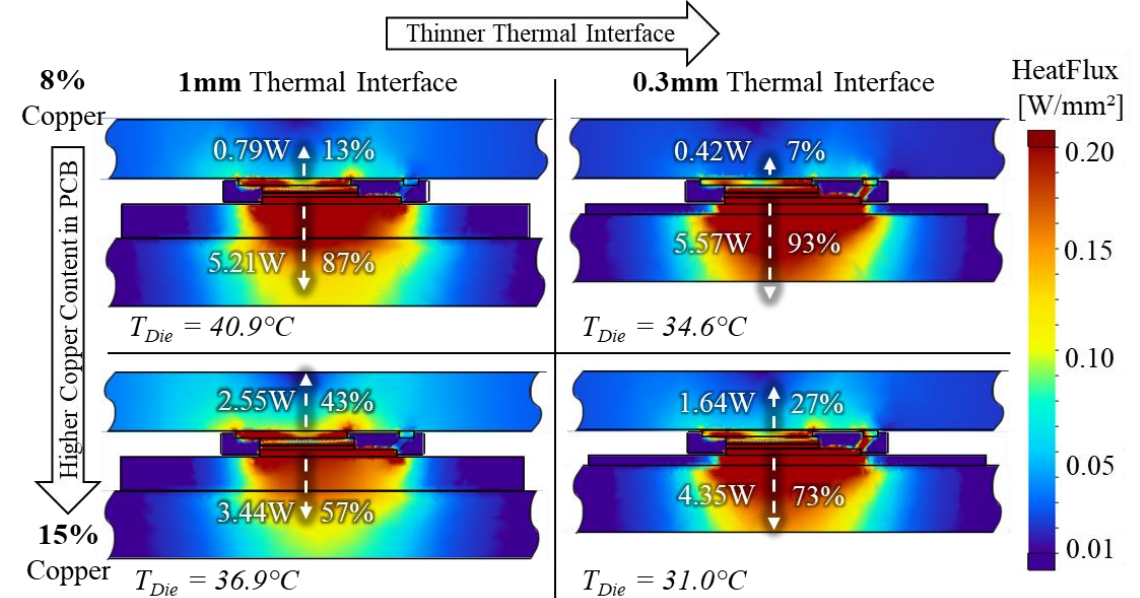 Thinner Thermal Interface
8%
Copper
1mm Thermal Interface
0.3mm Thermal Interface
HeatFlux
[W/mm²]
Higher Copper Content in PCB
0.79W 13%
5.21W 87%
T_Die = 40.9°C
0.42W 7%
5.57W 93%
T_Die = 34.6°C
0.20
0.15
0.10
0.05
0.01
15%
Copper
2.55W 43%
3.44W 57%
T_Die = 36.9°C
1.64W 27%
4.35W 73%
T_Die = 31.0°C